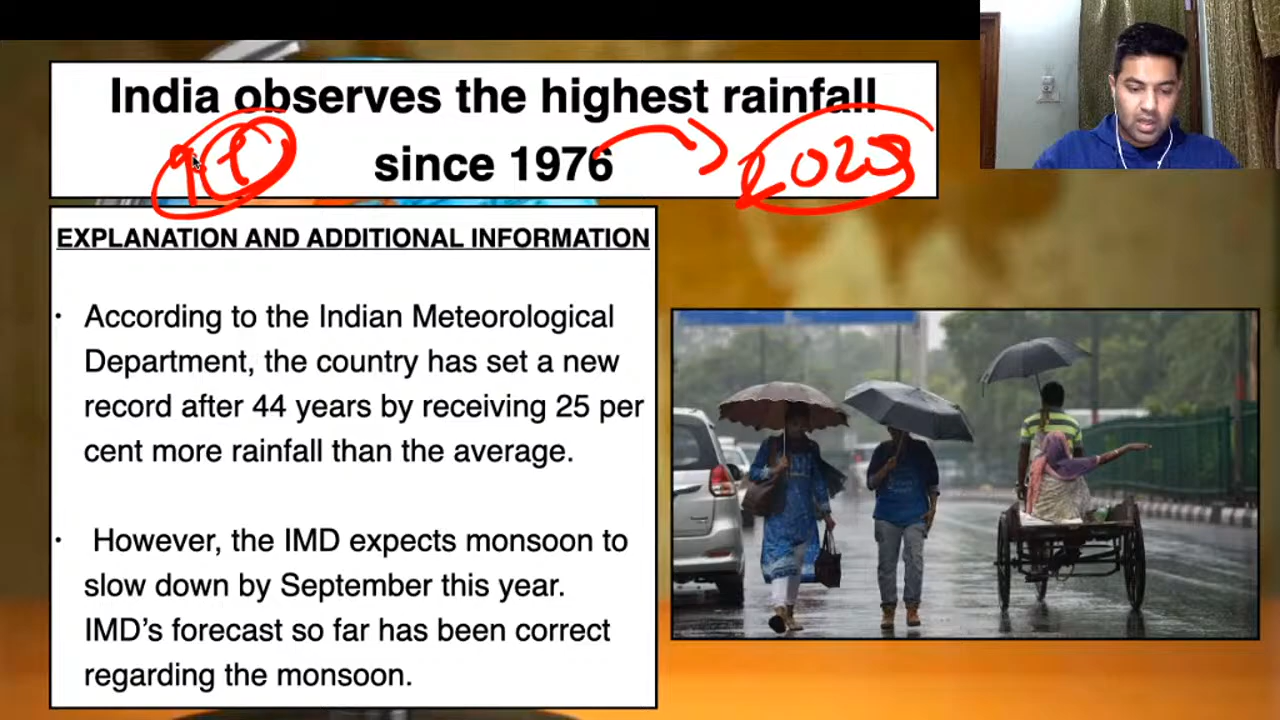 India observes the highest rainfall
since 1976
EXPLANATION AND ADDITIONAL INFORMATION
· According to the Indian Meteorological
Department, the country has set a new
record after 44 years by receiving 25 per
cent more rainfall than the average.
· However, the IMD expects monsoon to
slow down by September this year.
IMD's forecast so far has been correct
regarding the monsoon.